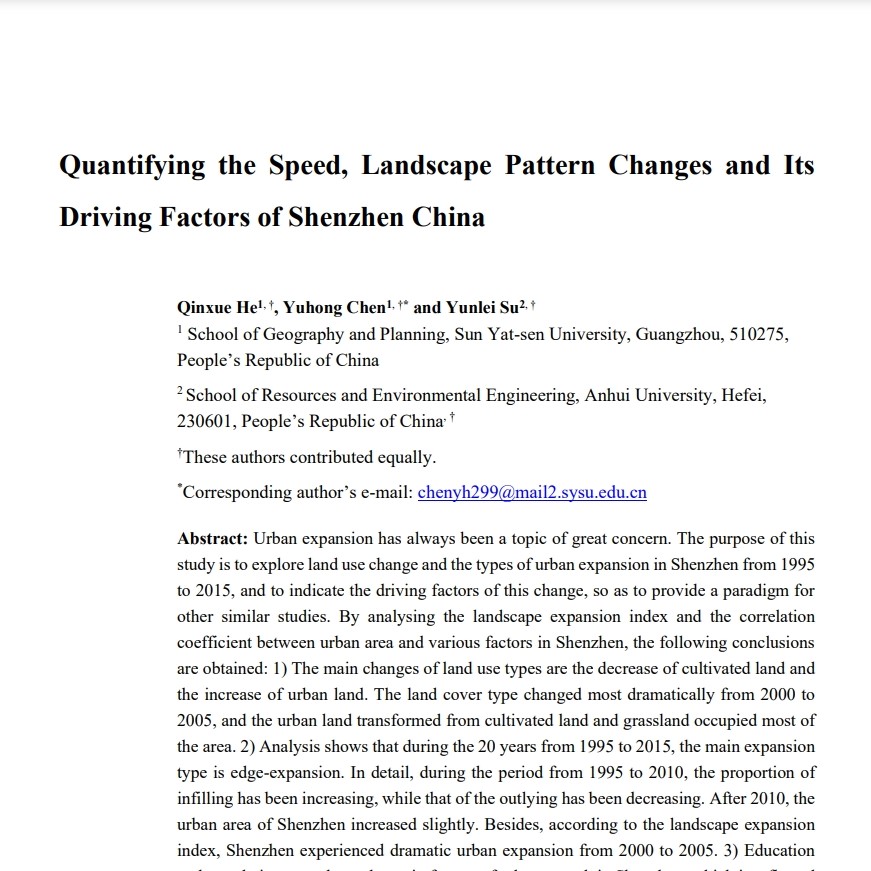 Quantifying the Speed, Landscape Pattern Changes and Its
Driving Factors of Shenzhen China
Qinxue He¹˒ †, Yuhong Chen¹˒ †* and Yunlei Su²˒ †
¹ School of Geography and Planning, Sun Yat-sen University, Guangzhou, 510275,
People’s Republic of China
² School of Resources and Environmental Engineering, Anhui University, Hefei,
230601, People’s Republic of China˒ †
†These authors contributed equally.
*Corresponding author’s e-mail: chenyh299@mail2.sysu.edu.cn
Abstract: Urban expansion has always been a topic of great concern. The purpose of this
study is to explore land use change and the types of urban expansion in Shenzhen from 1995
to 2015, and to indicate the driving factors of this change, so as to provide a paradigm for
other similar studies. By analysing the landscape expansion index and the correlation
coefficient between urban area and various factors in Shenzhen, the following conclusions
are obtained: 1) The main changes of land use types are the decrease of cultivated land and
the increase of urban land. The land cover type changed most dramatically from 2000 to
2005, and the urban land transformed from cultivated land and grassland occupied most of
the area. 2) Analysis shows that during the 20 years from 1995 to 2015, the main expansion
type is edge-expansion. In detail, during the period from 1995 to 2010, the proportion of
infilling has been increasing, while that of the outlying has been decreasing. After 2010, the
urban area of Shenzhen increased slightly. Besides, according to the landscape expansion
index, Shenzhen experienced dramatic urban expansion from 2000 to 2005. 3) Education